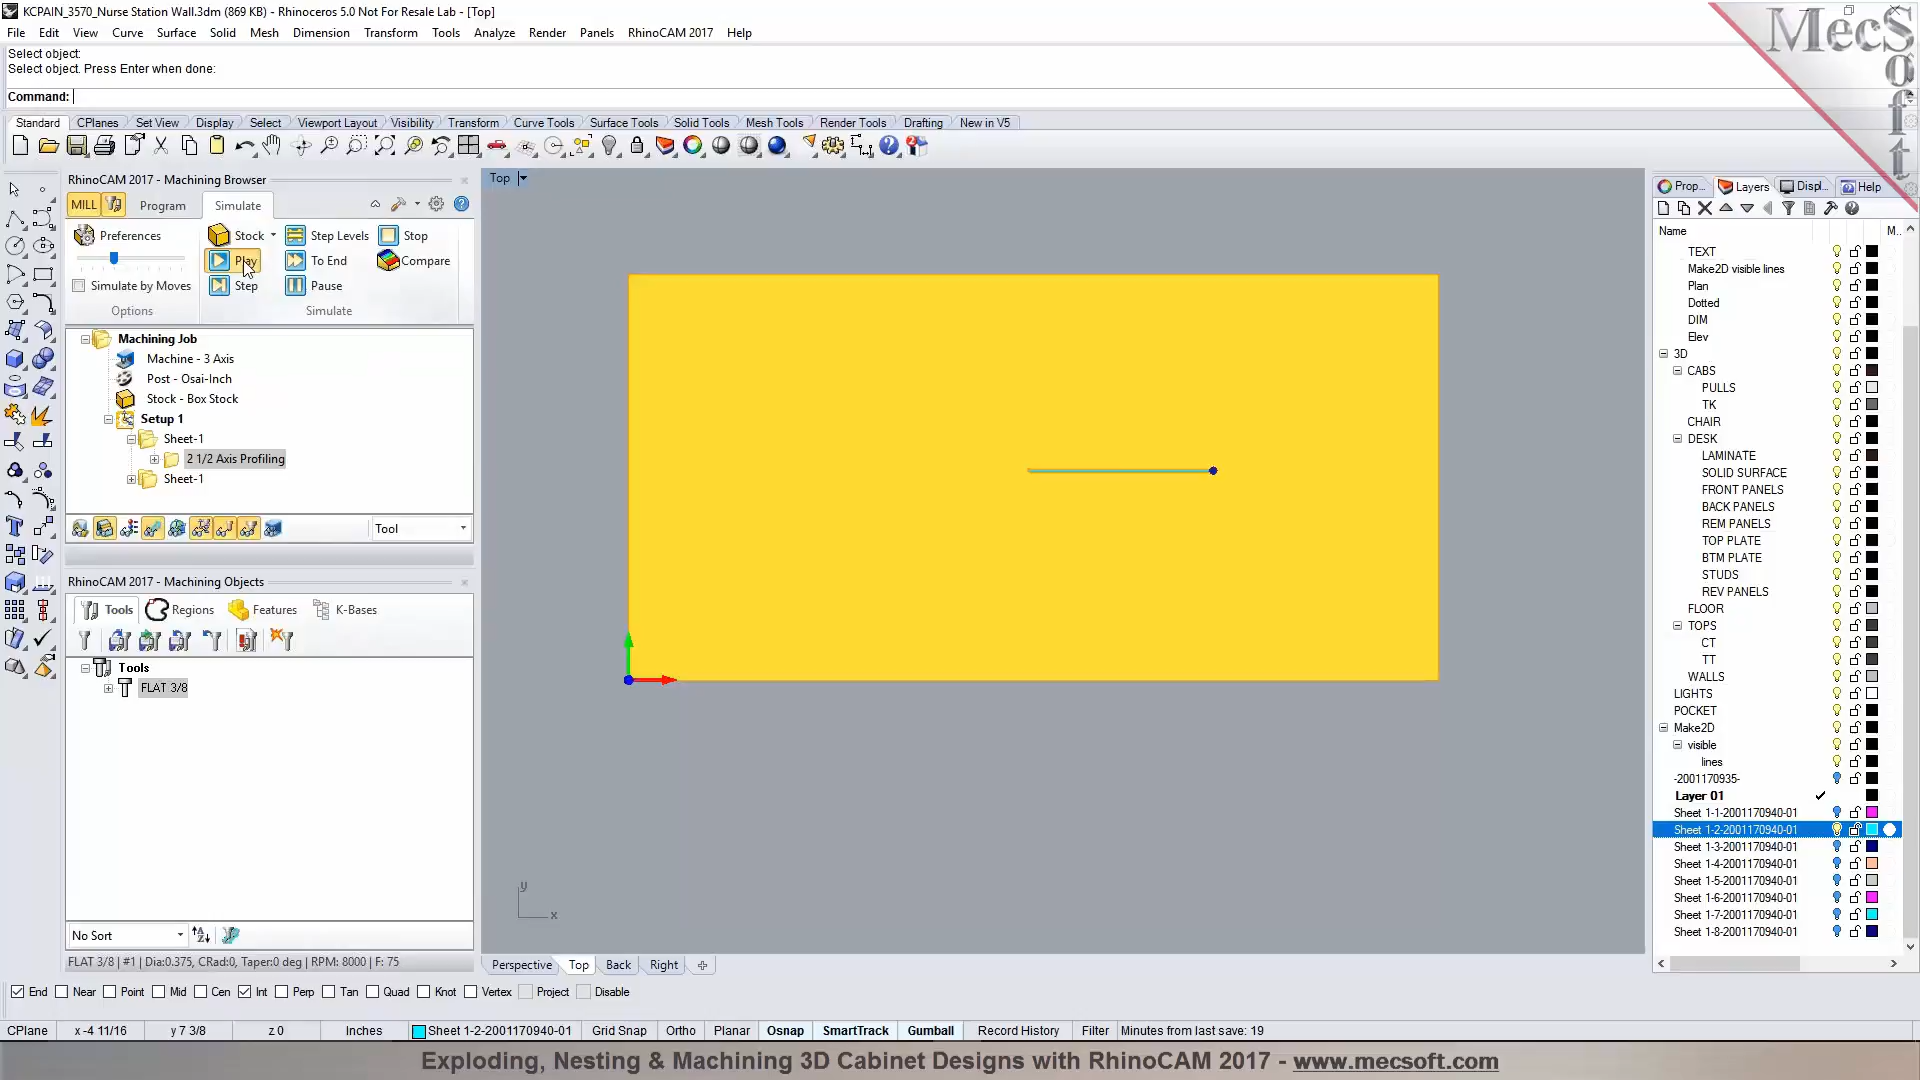 KCPAIN_3570_Nurse Station Wall.3dm (869 KB) - Rhinoceros 5.0 Not For Resale Lab - [Top]
File Edit View Curve Surface Solid Mesh Dimension Transform Tools Analyze Render Panels RhinoCAM 2017 Help
MecSoft
Select object:
Select object. Press Enter when done:
Command:
Standard CPlanes Set View Display Select Viewport Layout Visibility Transform Curve Tools Surface Tools Solid Tools Mesh Tools Render Tools Drafting New in V5
RhinoCAM 2017 - Machining Browser
MILL Program Simulate
Preferences Stock Step Levels Stop
Play To End Compare
Simulate by Moves Step Pause
Options Simulate
Machining Job
Machine - 3 Axis
Post - Osai-Inch
Stock - Box Stock
Setup 1
Sheet-1
2 1/2 Axis Profiling
Sheet-1
Tool
RhinoCAM 2017 - Machining Objects
Tools Regions Features K-Bases
Tools
FLAT 3/8
No Sort
FLAT 3/8 | #1 | Dia:0.375, CRad:0, Taper:0 deg | RPM: 8000 | F: 75
Top
y
x
Perspective Top Back Right
Prop... Layers Displ... Help
Name M..
TEXT
Make2D visible lines
Plan
Dotted
DIM
Elev
3D
CABS
PULLS
TK
CHAIR
DESK
LAMINATE
SOLID SURFACE
FRONT PANELS
BACK PANELS
REM PANELS
TOP PLATE
BTM PLATE
STUDS
REV PANELS
FLOOR
TOPS
CT
TT
WALLS
LIGHTS
POCKET
Make2D
visible
lines
-2001170935-
Layer 01
Sheet 1-1-2001170940-01
Sheet 1-2-2001170940-01
Sheet 1-3-2001170940-01
Sheet 1-4-2001170940-01
Sheet 1-5-2001170940-01
Sheet 1-6-2001170940-01
Sheet 1-7-2001170940-01
Sheet 1-8-2001170940-01
End Near Point Mid Cen Int Perp Tan Quad Knot Vertex Project Disable
CPlane x -4 11/16 y 7 3/8 z 0 Inches Sheet 1-2-2001170940-01 Grid Snap Ortho Planar Osnap SmartTrack Gumball Record History Filter Minutes from last save: 19
Exploding, Nesting & Machining 3D Cabinet Designs with RhinoCAM 2017 - www.mecsoft.com